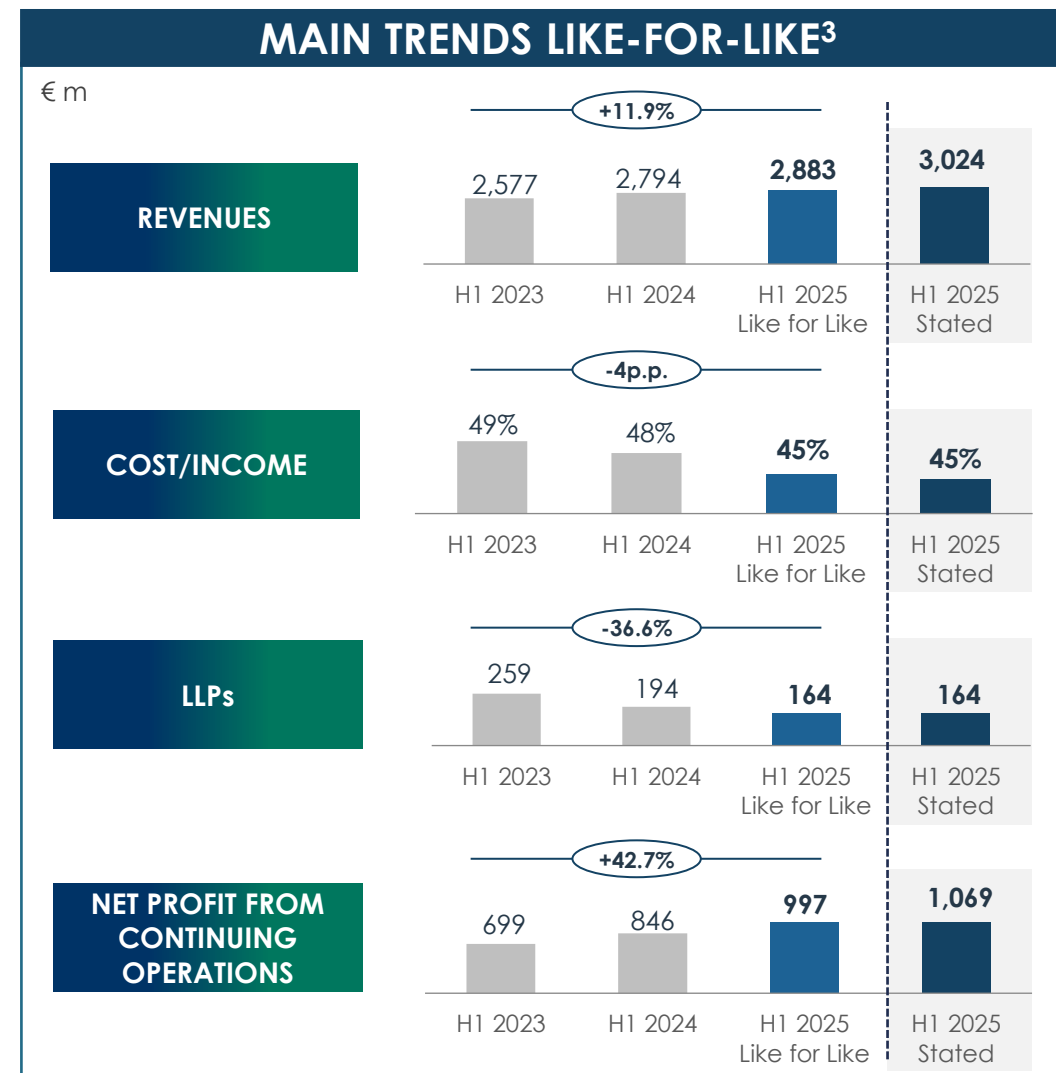 MAIN TRENDS LIKE-FOR-LIKE³
€ m
REVENUES
+11.9%
2,577
2,794
2,883
3,024
H1 2023
H1 2024
H1 2025
Like for Like
H1 2025
Stated
COST/INCOME
-4p.p.
49%
48%
45%
45%
H1 2023
H1 2024
H1 2025
Like for Like
H1 2025
Stated
LLPs
-36.6%
259
194
164
164
H1 2023
H1 2024
H1 2025
Like for Like
H1 2025
Stated
NET PROFIT FROM
CONTINUING
OPERATIONS
+42.7%
699
846
997
1,069
H1 2023
H1 2024
H1 2025
Like for Like
H1 2025
Stated